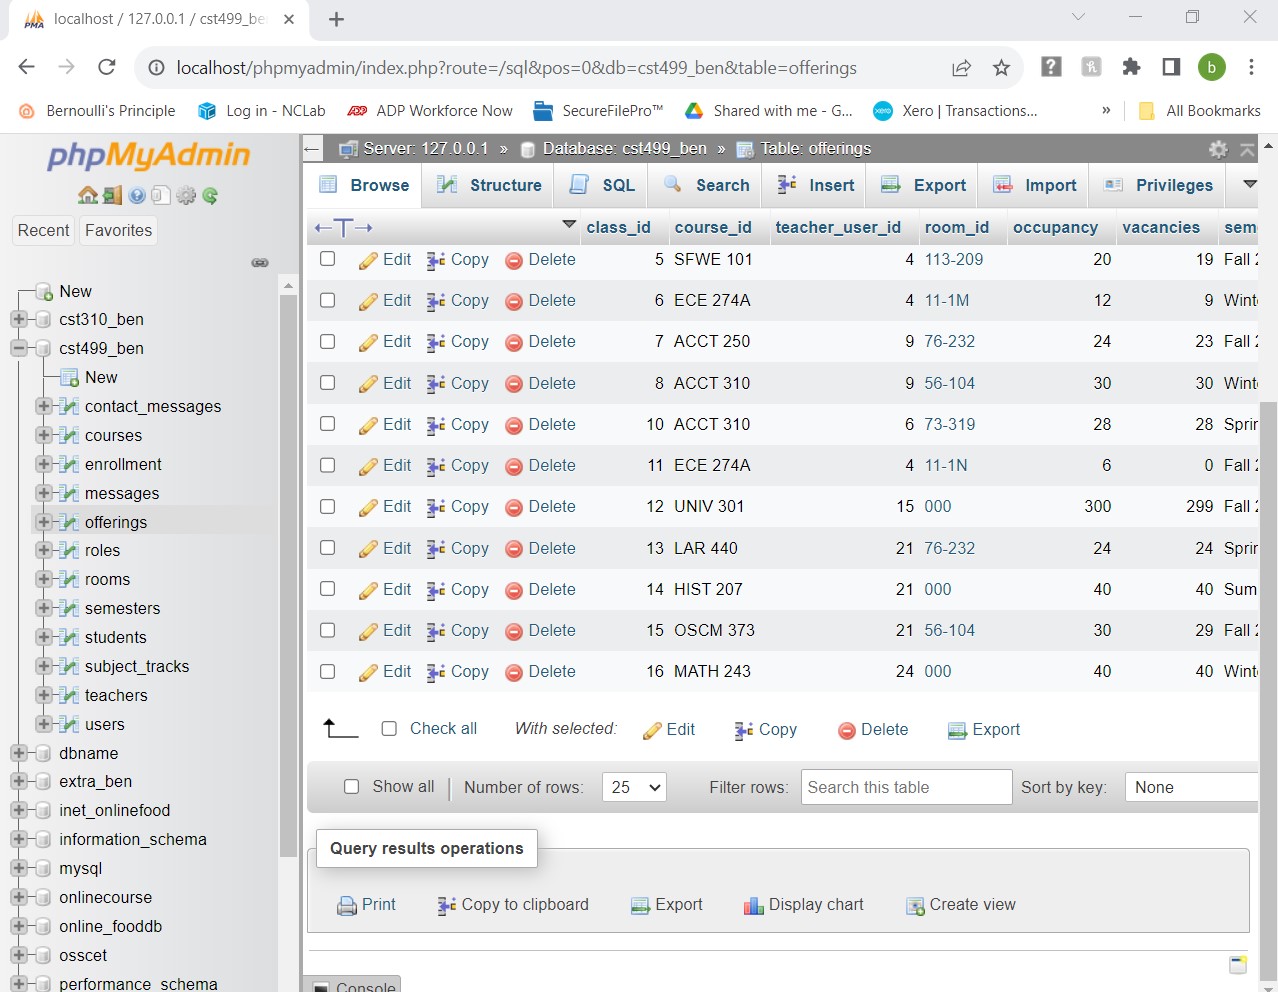 localhost / 127.0.0.1 / cst499_be
localhost/phpmyadmin/index.php?route=/sql&pos=0&db=cst499_ben&table=offerings
b
Bernoulli's Principle Log in - NCLab ADP Workforce Now SecureFilePro™ Shared with me - G... Xero | Transactions... » All Bookmarks
phpMyAdmin
Recent Favorites
New
cst310_ben
cst499_ben
New
contact_messages
courses
enrollment
messages
offerings
roles
rooms
semesters
students
subject_tracks
teachers
users
dbname
extra_ben
inet_onlinefood
information_schema
mysql
onlinecourse
online_fooddb
osscet
performance_schema
Server: 127.0.0.1 » Database: cst499_ben » Table: offerings
Browse Structure SQL Search Insert Export Import Privileges
class_id course_id teacher_user_id room_id occupancy vacancies sem
Edit Copy Delete 5 SFWE 101 4 113-209 20 19 Fall
Edit Copy Delete 6 ECE 274A 4 11-1M 12 9 Wint
Edit Copy Delete 7 ACCT 250 9 76-232 24 23 Fall
Edit Copy Delete 8 ACCT 310 9 56-104 30 30 Wint
Edit Copy Delete 10 ACCT 310 6 73-319 28 28 Sprin
Edit Copy Delete 11 ECE 274A 4 11-1N 6 0 Fall
Edit Copy Delete 12 UNIV 301 15 000 300 299 Fall
Edit Copy Delete 13 LAR 440 21 76-232 24 24 Sprin
Edit Copy Delete 14 HIST 207 21 000 40 40 Sum
Edit Copy Delete 15 OSCM 373 21 56-104 30 29 Fall
Edit Copy Delete 16 MATH 243 24 000 40 40 Wint
Check all With selected: Edit Copy Delete Export
Show all Number of rows: 25 Filter rows: Search this table Sort by key: None
Query results operations
Print Copy to clipboard Export Display chart Create view
Console